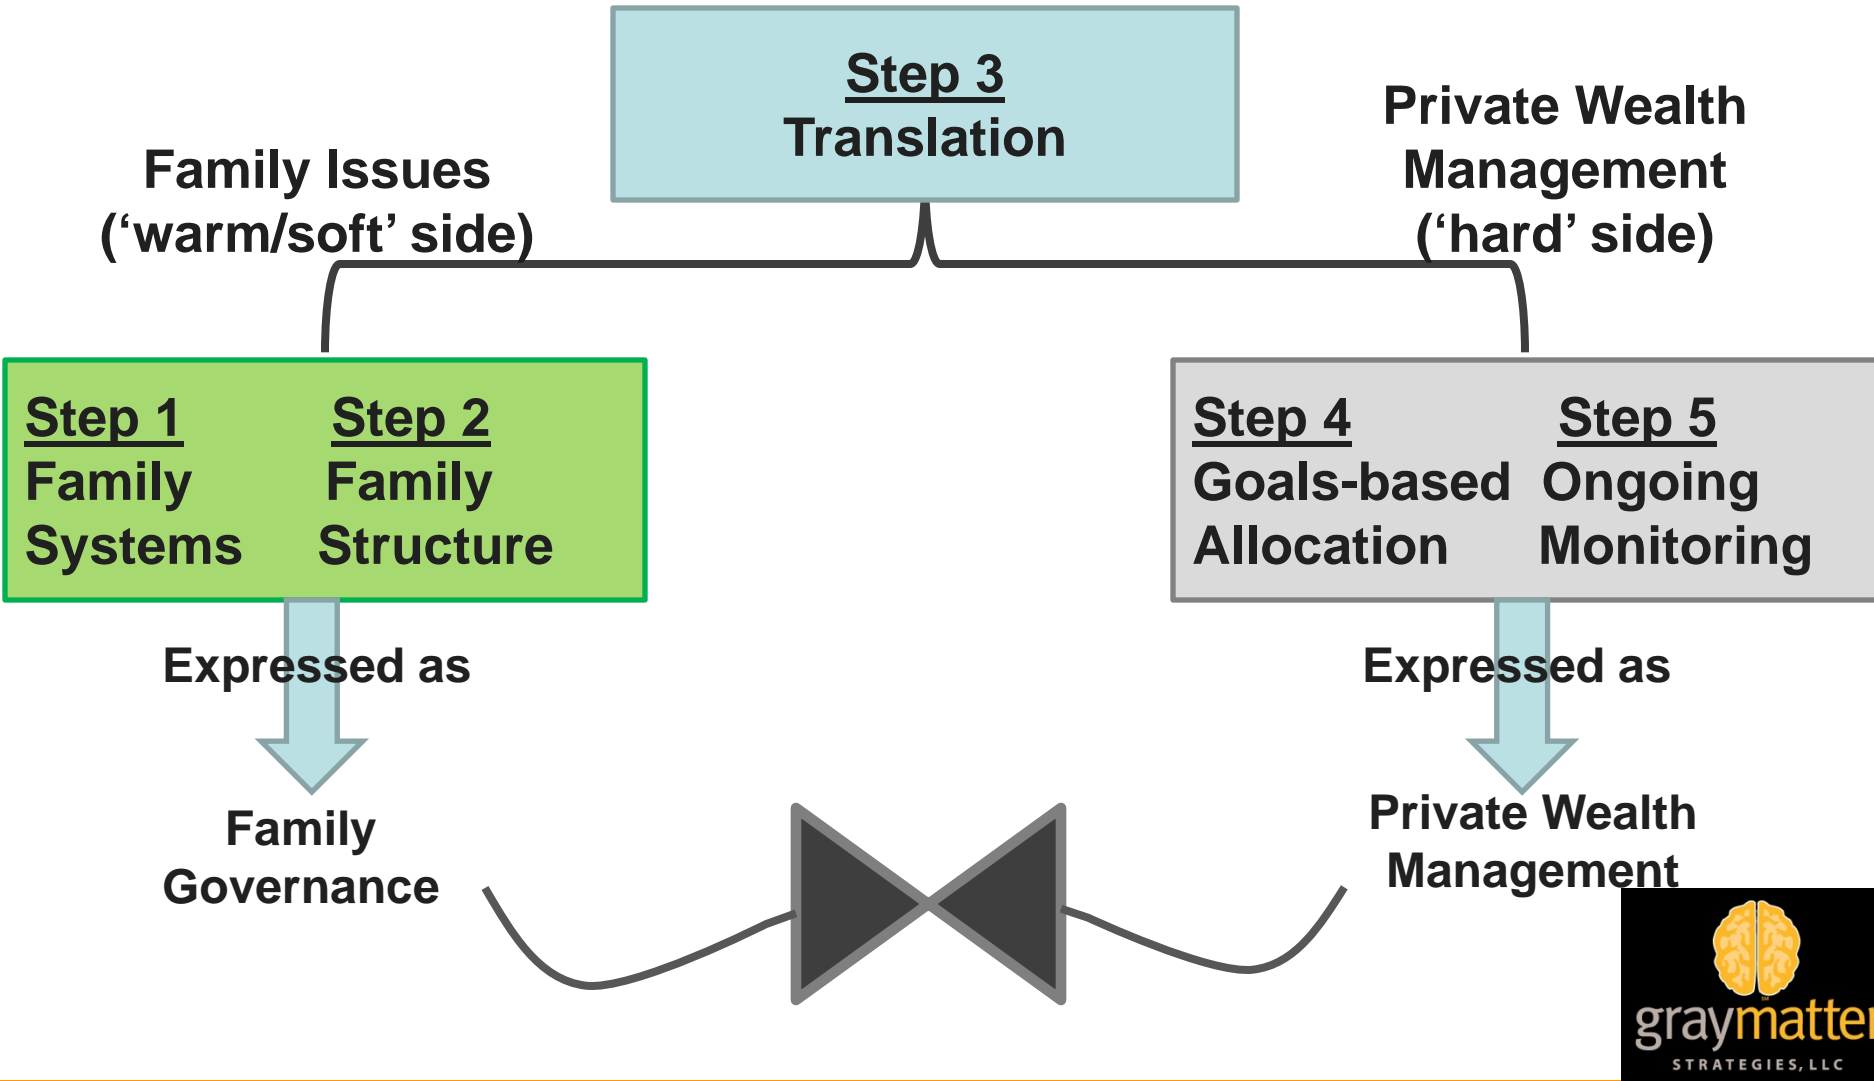 Step 3
Translation
Family Issues
(‘warm/soft’ side)
Private Wealth
Management
(‘hard’ side)
Step 1 Step 2
Family Family
Systems Structure
Step 4 Step 5
Goals-based Ongoing
Allocation Monitoring
Expressed as
Expressed as
Family
Governance
Private Wealth
Management
SM
graymatter
STRATEGIES, LLC